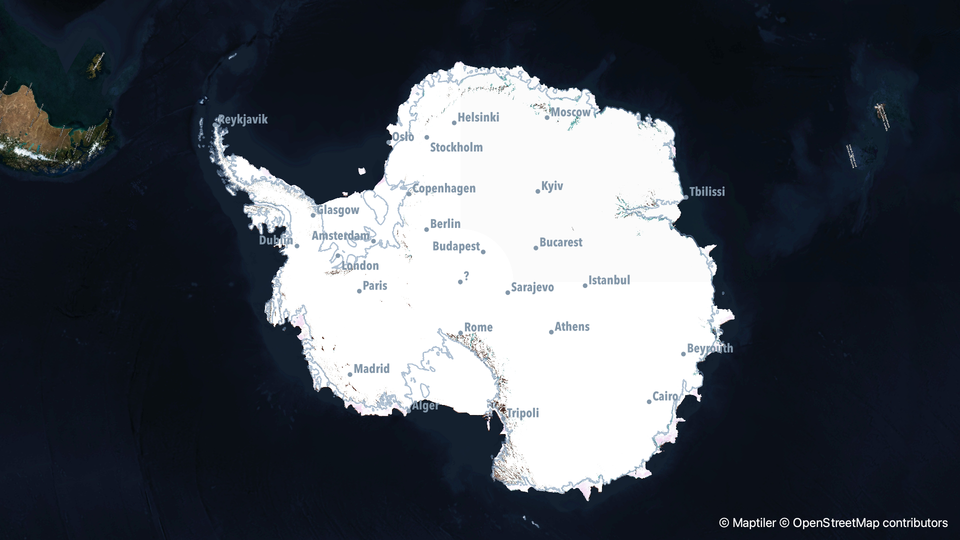 Reykjavik
Helsinki
Moscow
Oslo
Stockholm
Copenhagen
Kyiv
Tbilissi
Glasgow
Berlin
Amsterdam
Dublin
Budapest
Bucarest
London
?
Paris
Sarajevo
Istanbul
Rome
Athens
Beyrouth
Madrid
Cairo
Alger
Tripoli
© Maptiler © OpenStreetMap contributors